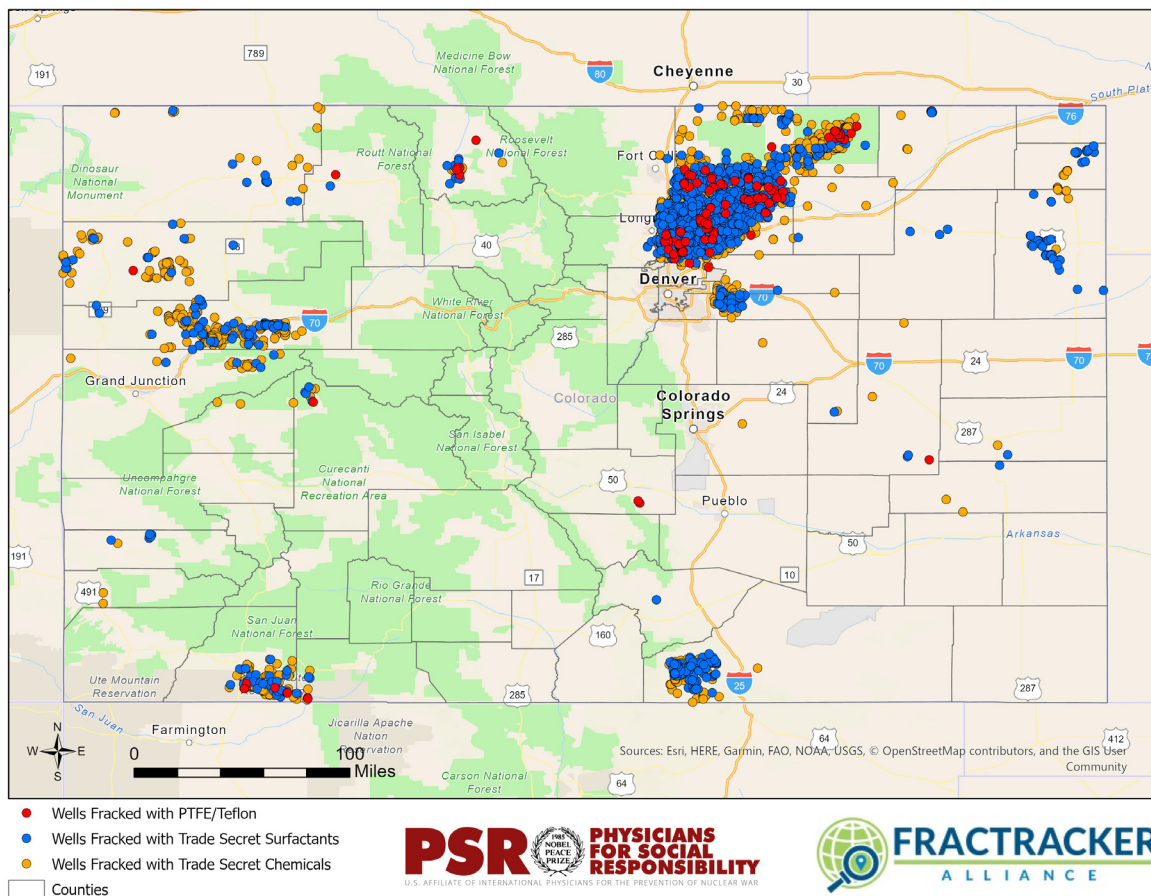 191
789
Medicine Bow
National Forest
80
Cheyenne
30
South Plat
76
Dinosaur
National
Monument
Routt National
Forest
Roosevelt
National Forest
Fort Coll
Long
40
Denver
70
White River
National Forest
285
70
Grand Junction
Colorado
Colorado
Springs
24
70
24
70
287
San Isabel
National Forest
Curecanti
National
Recreation Area
Uncompahgre
National Forest
50
Pueblo
Arkansas
50
191
491
17
10
Rio Grande
National Forest
San Juan
National Forest
160
Ute Mountain
Reservation
285
25
287
San Juan
Farmington
Jicarilla Apache
Nation
Reservation
64
412
Carson National
Forest
64
N
W E
S
0 100
Miles
Sources: Esri, HERE, Garmin, FAO, NOAA, USGS, © OpenStreetMap contributors, and the GIS User
Community
Wells Fracked with PTFE/Teflon
Wells Fracked with Trade Secret Surfactants
Wells Fracked with Trade Secret Chemicals
Counties
PSR
1985
NOBEL
PEACE
PRIZE
PHYSICIANS
FOR SOCIAL
RESPONSIBILITY
U.S. AFFILIATE OF INTERNATIONAL PHYSICIANS FOR THE PREVENTION OF NUCLEAR WAR
FRACTRACKER
ALLIANCE